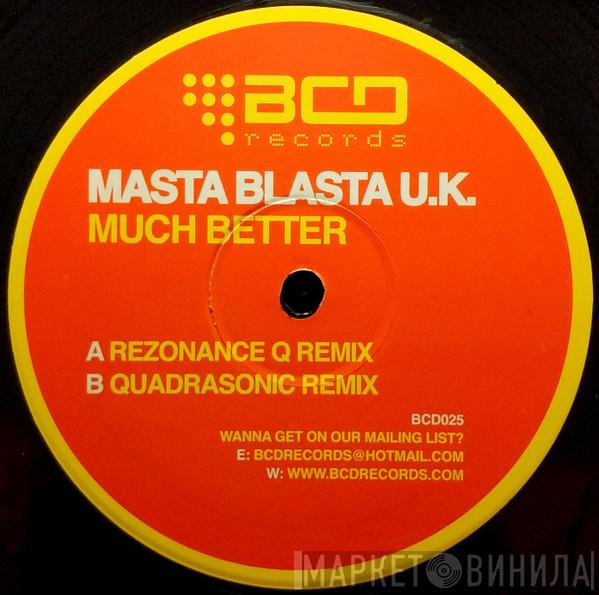 BCD
records
MASTA BLASTA U.K.
MUCH BETTER
A REZONANCE Q REMIX
B QUADRASONIC REMIX
BCD025
WANNA GET ON OUR MAILING LIST?
E: BCDRECORDS@HOTMAIL.COM
W: WWW.BCDRECORDS.COM
МАРКЕТ ВИНИЛА